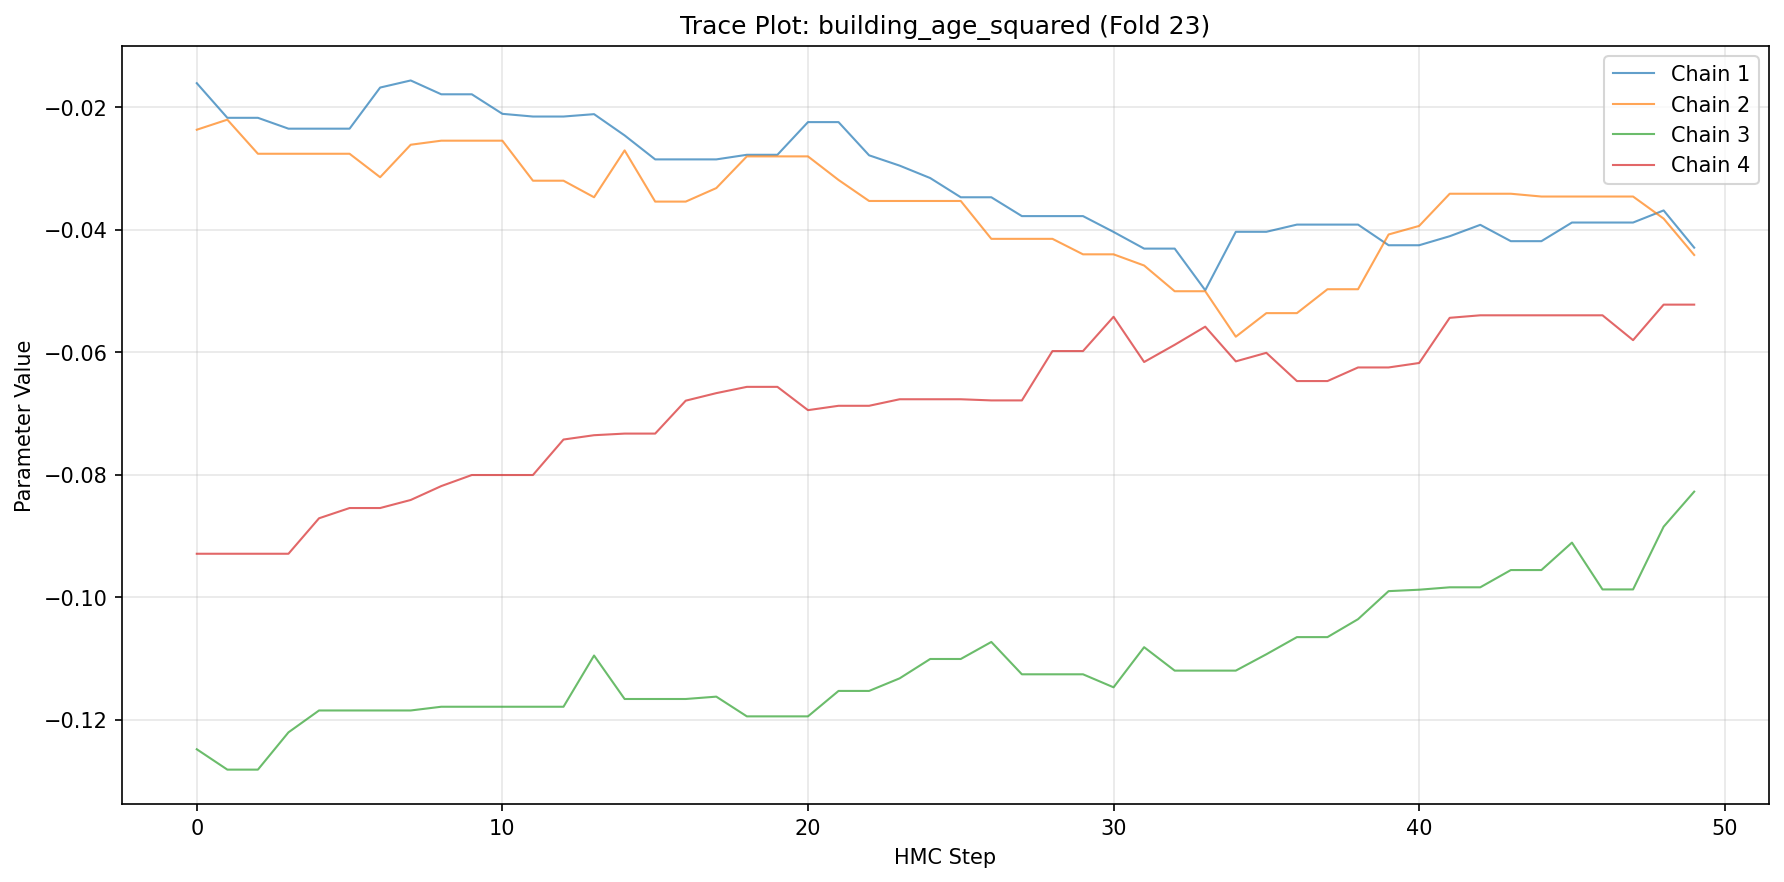 Trace Plot: building_age_squared (Fold 23)
Chain 1
Chain 2
Chain 3
Chain 4
−0.02
−0.04
−0.06
−0.08
−0.10
−0.12
Parameter Value
0 10 20 30 40 50
HMC Step